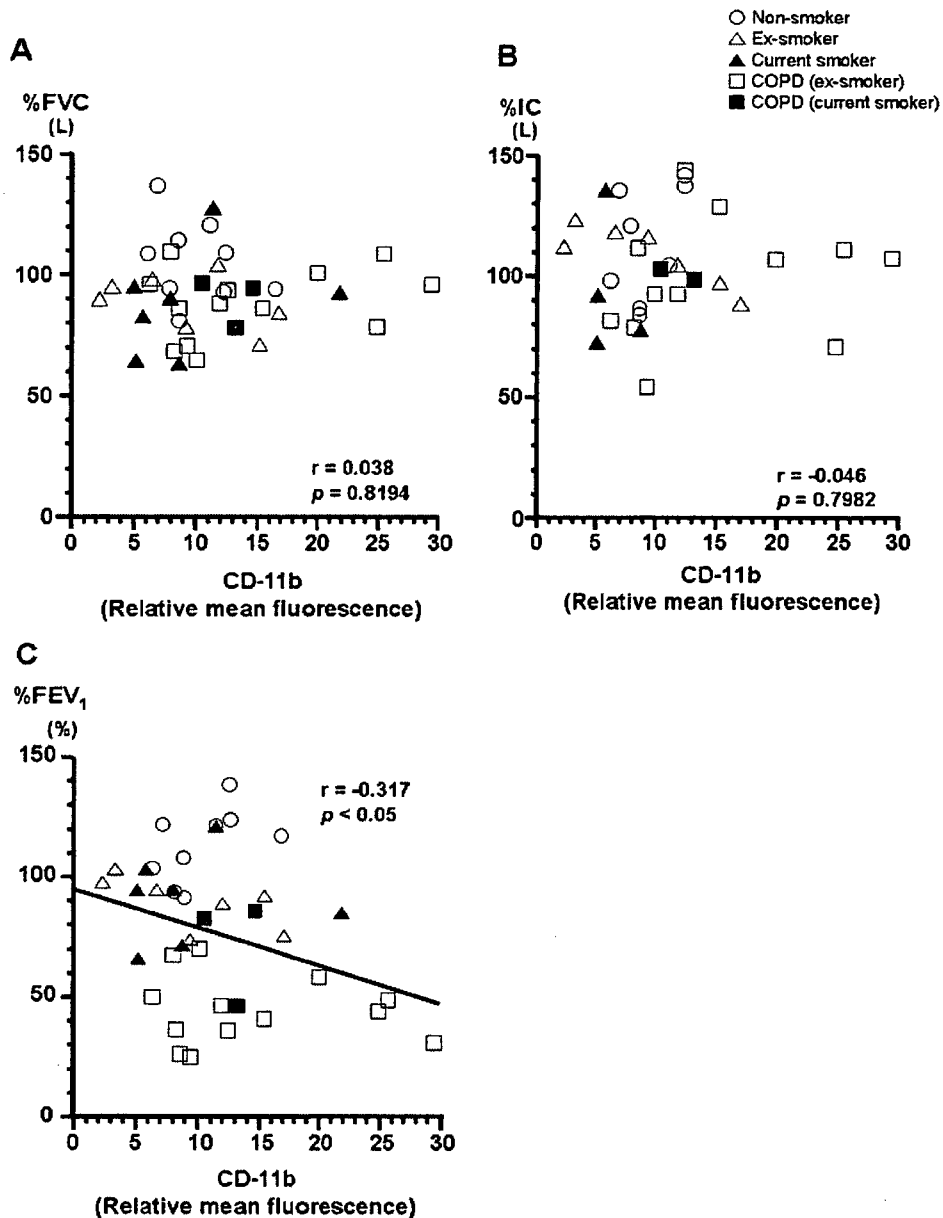 Non-smoker
Ex-smoker
Current smoker
COPD (ex-smoker)
COPD (current smoker)
A
%FVC
(L)
150
100
50
0
0 5 10 15 20 25 30
r = 0.038
p = 0.8194
CD-11b
(Relative mean fluorescence)
B
%IC
(L)
150
100
50
0
0 5 10 15 20 25 30
r = -0.046
p = 0.7982
CD-11b
(Relative mean fluorescence)
C
%FEV₁
(%)
150
100
50
0
0 5 10 15 20 25 30
r = -0.317
p < 0.05
CD-11b
(Relative mean fluorescence)